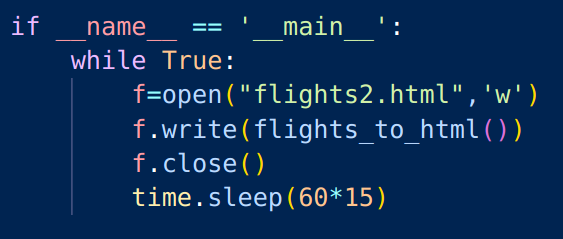 if __name__ == '__main__':
    while True:
        f=open("flights2.html",'w')
        f.write(flights_to_html())
        f.close()
        time.sleep(60*15)